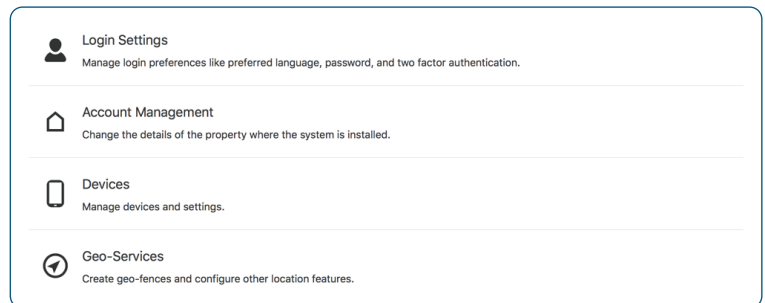 Login Settings
Manage login preferences like preferred language, password, and two factor authentication.
Account Management
Change the details of the property where the system is installed.
Devices
Manage devices and settings.
Geo-Services
Create geo-fences and configure other location features.